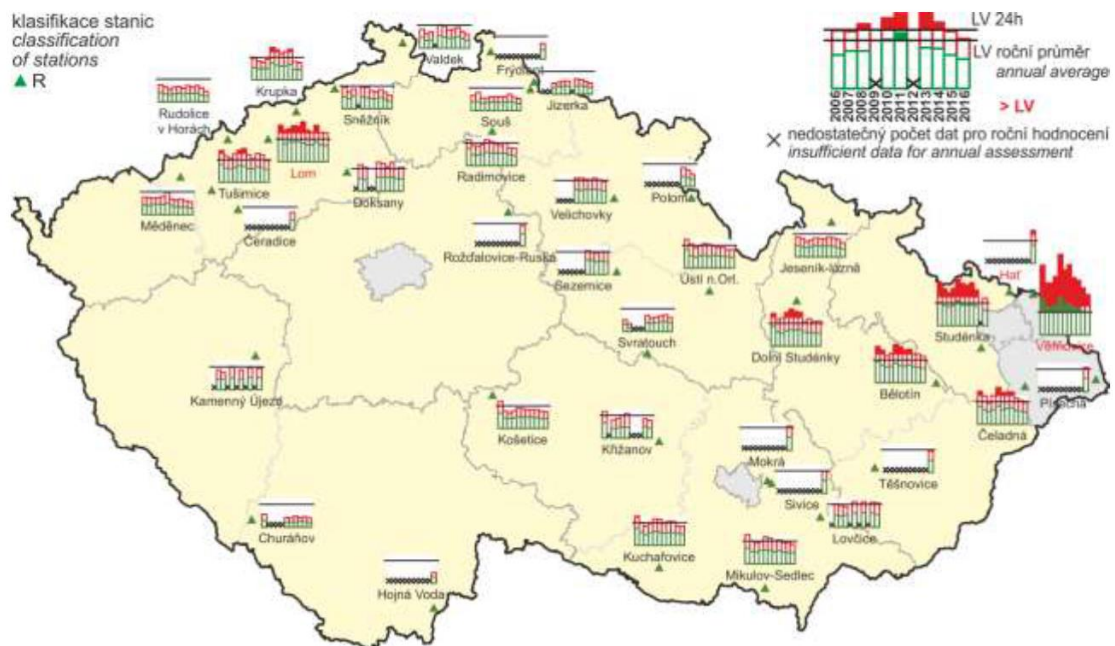 klasifikace stanic
classification
of stations
R
LV 24h
LV roční průměr
annual average
2006 2007 2008 2009 2010 2011 2012 2013 2014 2015 2016
> LV
nedostatečný počet dat pro roční hodnocení
insufficient data for annual assessment
Valdek
Frýdlant
Krupka
Jizerka
Rudolice
v Horách
Sněžník
Souš
Lom
Tušimice
Radimovice
Doksany
Polom
Měděnec
Velichovky
Čeradice
Rožďalovice-Ruská
Jeseník-lázně
Sezemice
Ústí n.Orl.
Hať
Studénka
Věřňovice
Svratouch
Dolní Studénky
Kamenný Újezd
Bělotín
Písečná
Košetice
Čeladná
Křižanov
Mokrá
Těšnovice
Sivice
Churáňov
Lovčice
Kuchařovice
Mikulov-Sedlec
Hojná Voda